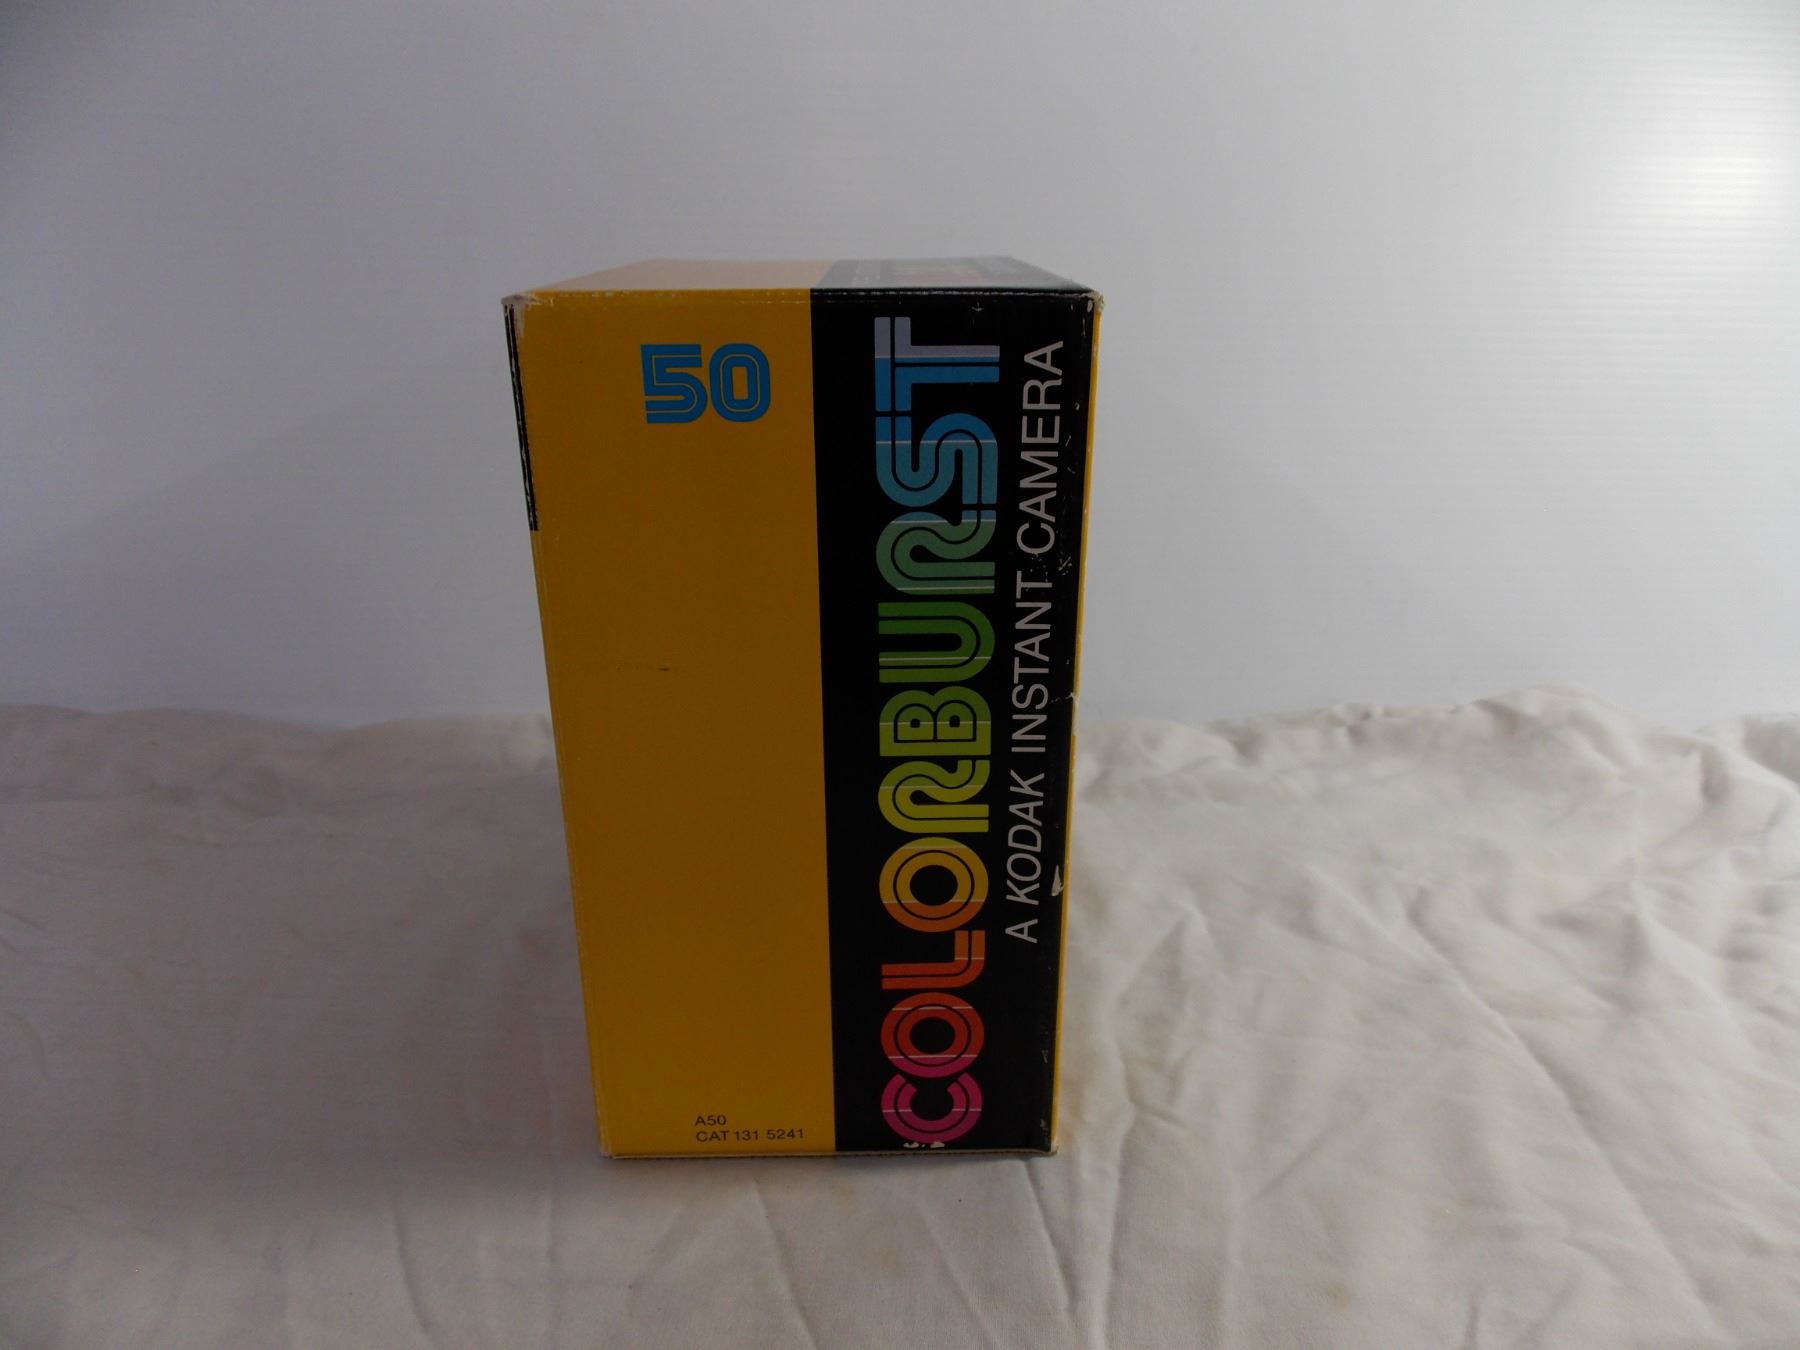 50
COLORBURST
A KODAK INSTANT CAMERA
A50
CAT 131 5241